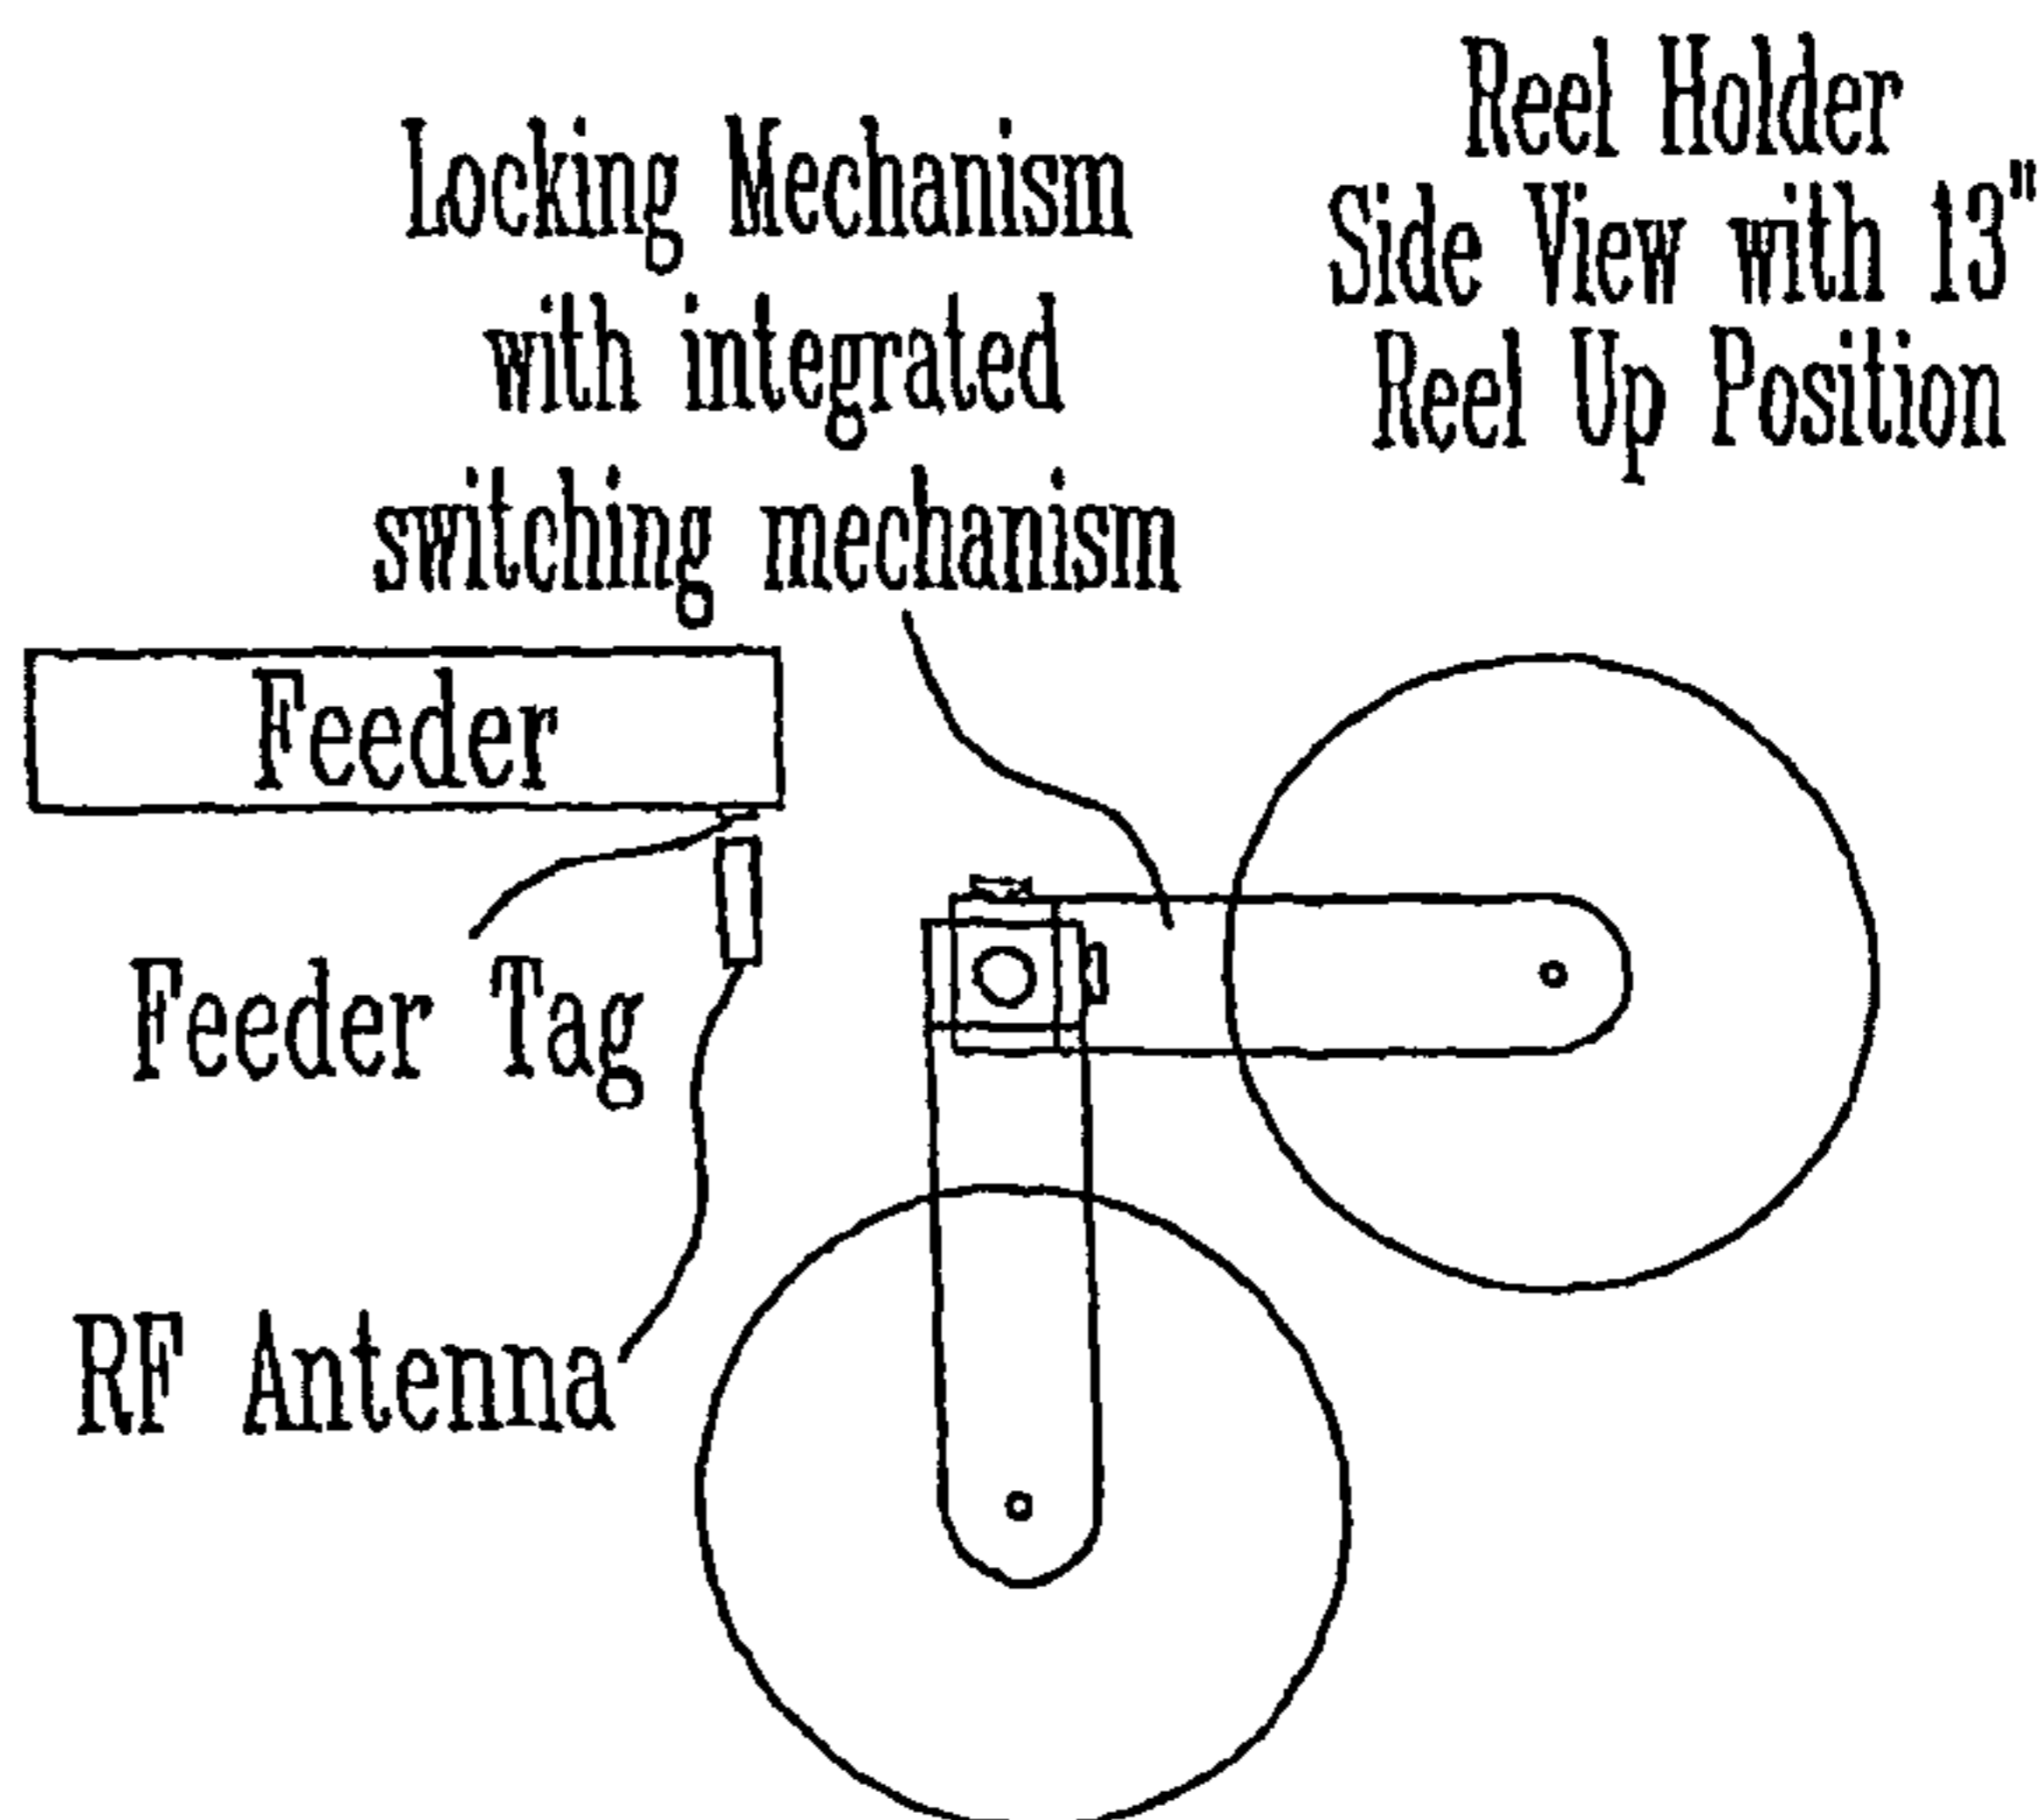 Reel Holder
Side View with 13"
Reel Up Position
Locking Mechanism
with integrated
switching mechanism
Feeder
Feeder Tag
RF Antenna